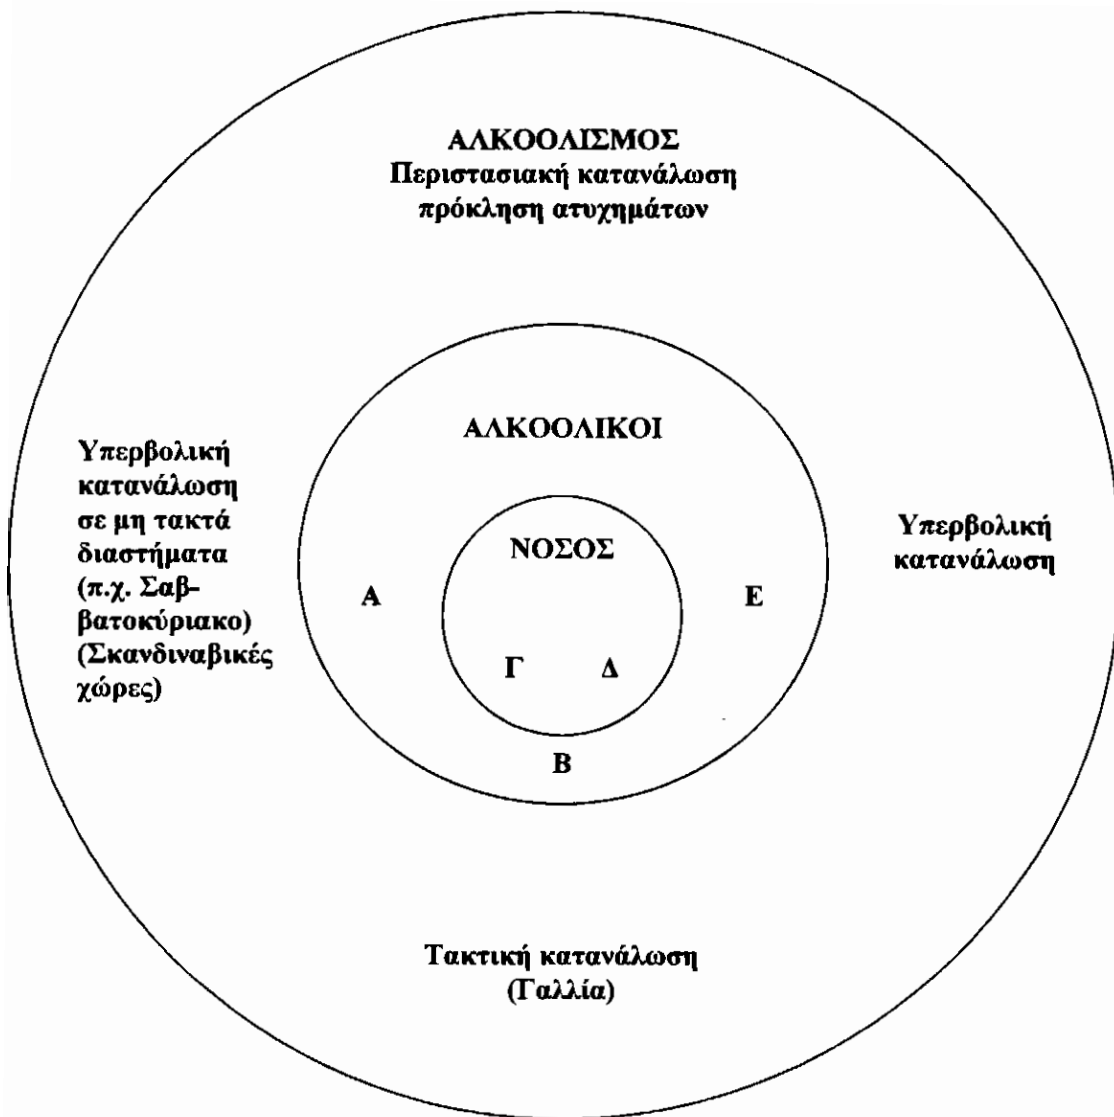 ΑΛΚΟΟΛΙΣΜΟΣ
Περιστασιακή κατανάλωση
πρόκληση ατυχημάτων
ΑΛΚΟΟΛΙΚΟΙ
Υπερβολική
κατανάλωση
σε μη τακτά
διαστήματα
(π.χ. Σαβ-
βατοκύριακο)
(Σκανδιναβικές
χώρες)
ΝΟΣΟΣ
Α
Ε
Γ
Δ
Β
Υπερβολική
κατανάλωση
Τακτική κατανάλωση
(Γαλλία)